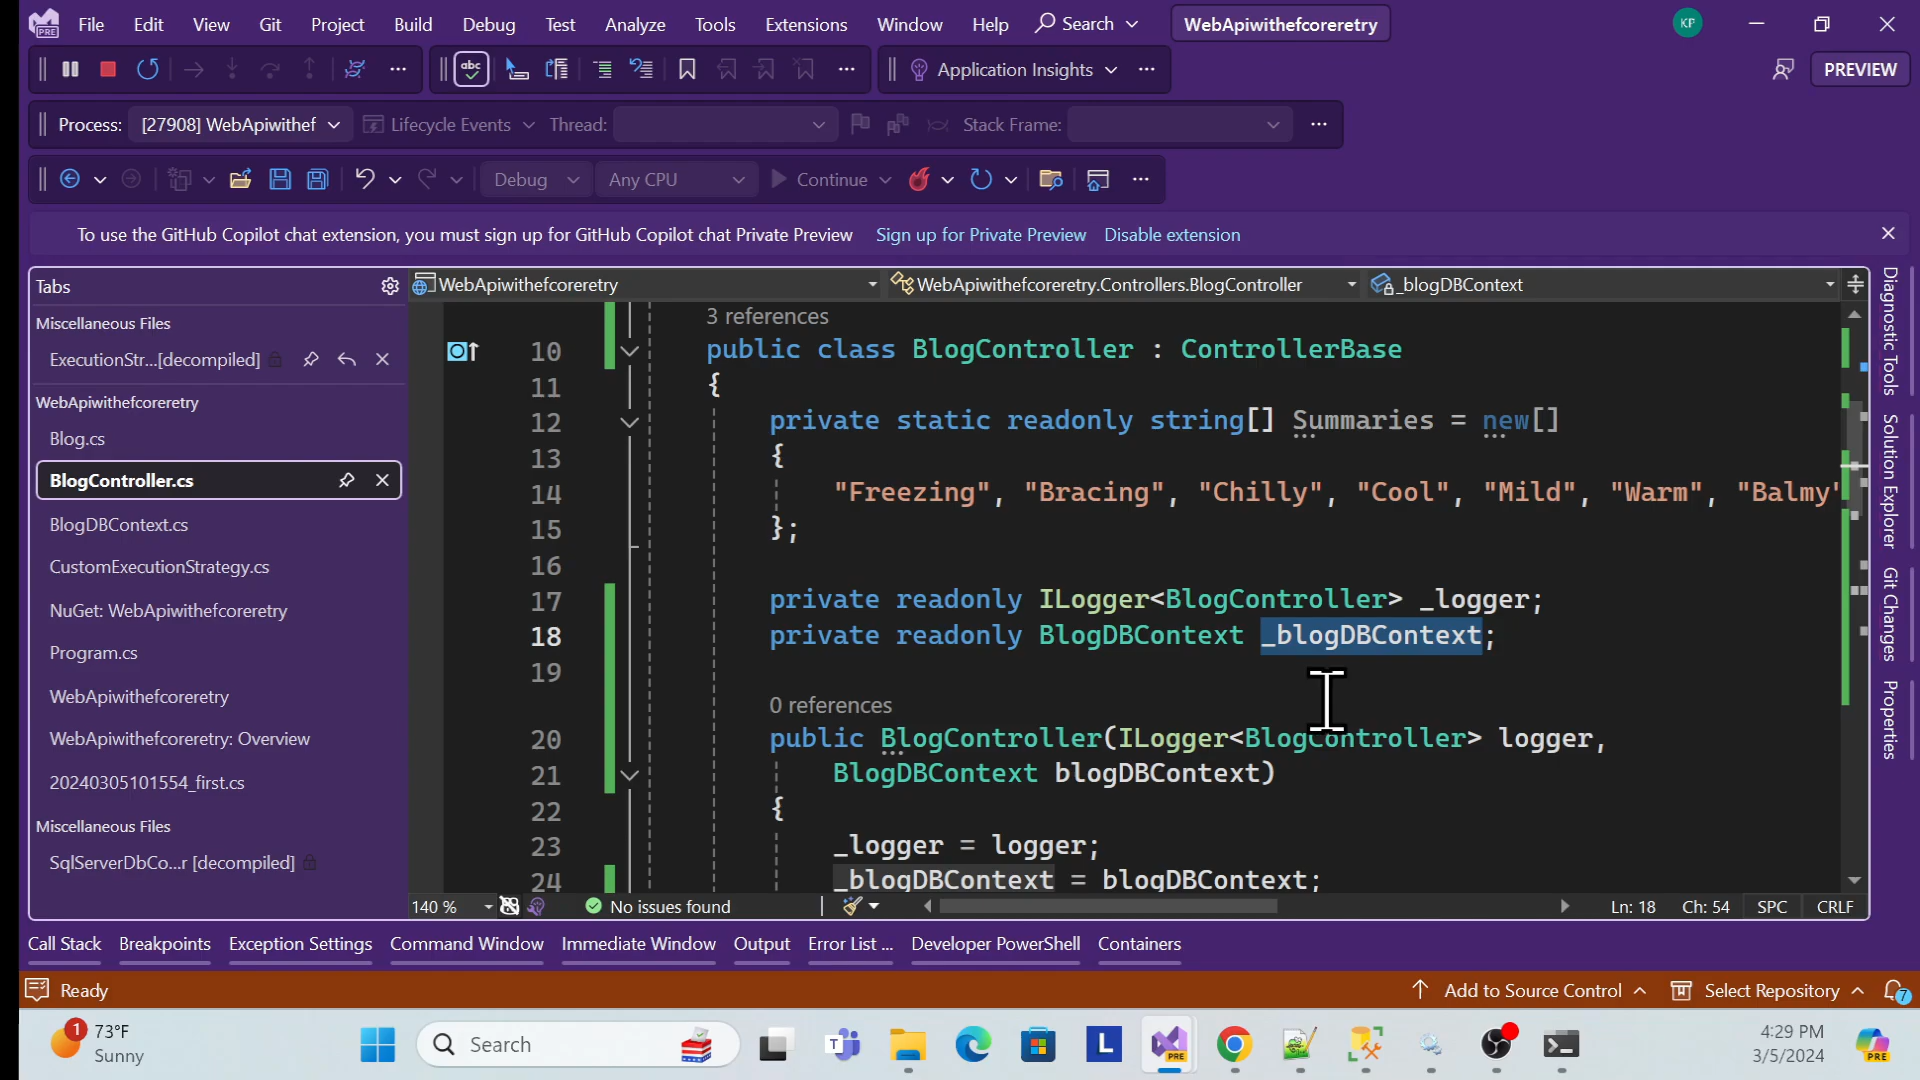 PRE
File Edit View Git Project Build Debug Test Analyze Tools Extensions Window Help Search WebApiwithefcoreretry KP
abc Application Insights PREVIEW
Process: [27908] WebApiwithef Lifecycle Events Thread: Stack Frame:
Debug Any CPU Continue
To use the GitHub Copilot chat extension, you must sign up for GitHub Copilot chat Private Preview Sign up for Private Preview Disable extension
Tabs
Miscellaneous Files
ExecutionStr...[decompiled]
WebApiwithefcoreretry
Blog.cs
BlogController.cs
BlogDBContext.cs
CustomExecutionStrategy.cs
NuGet: WebApiwithefcoreretry
Program.cs
WebApiwithefcoreretry
WebApiwithefcoreretry: Overview
20240305101554_first.cs
Miscellaneous Files
SqlServerDbCo...r [decompiled]
WebApiwithefcoreretry WebApiwithefcoreretry.Controllers.BlogController _blogDBContext
3 references
10 public class BlogController : ControllerBase
11 {
12 private static readonly string[] Summaries = new[]
13 {
14 "Freezing", "Bracing", "Chilly", "Cool", "Mild", "Warm", "Balmy"
15 };
16
17 private readonly ILogger<BlogController> _logger;
18 private readonly BlogDBContext _blogDBContext;
19
0 references
20 public BlogController(ILogger<BlogController> logger,
21 BlogDBContext blogDBContext)
22 {
23 _logger = logger;
24 _blogDBContext = blogDBContext;
140 % No issues found Ln: 18 Ch: 54 SPC CRLF
Diagnostic Tools
Solution Explorer
Git Changes
Properties
Call Stack Breakpoints Exception Settings Command Window Immediate Window Output Error List ... Developer PowerShell Containers
Ready Add to Source Control Select Repository 7
1 73°F
Sunny
Search
T L PRE
4:29 PM
3/5/2024
PRE